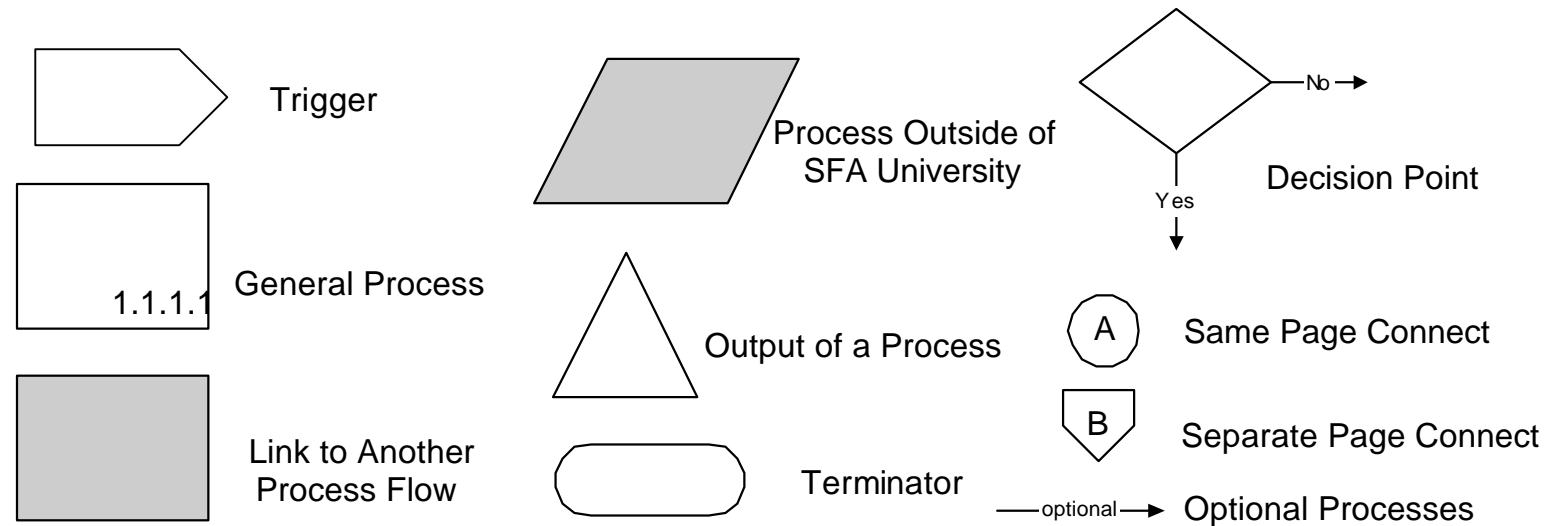 Trigger
1.1.1.1
General Process
Link to Another
Process Flow
Process Outside of
SFA University
Output of a Process
Terminator
No
Yes
Decision Point
A
Same Page Connect
B
Separate Page Connect
optional
Optional Processes